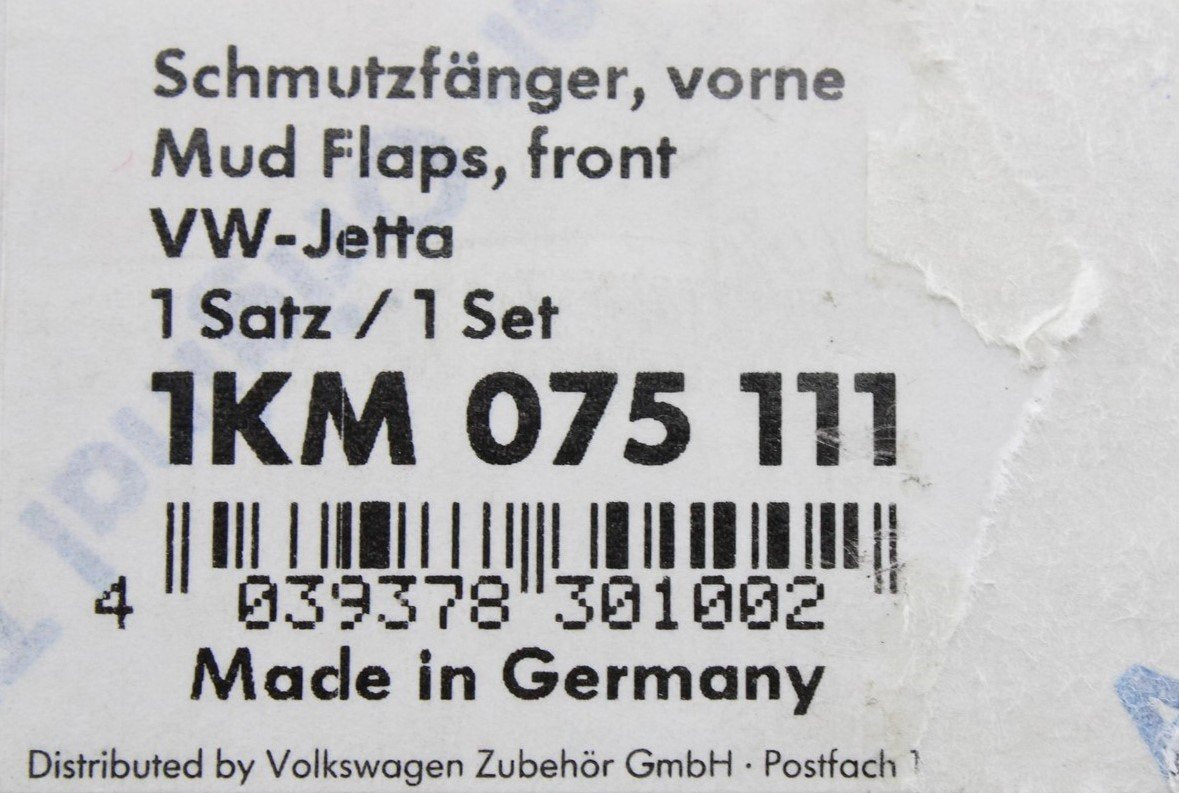 Schmutzfänger, vorne
Mud Flaps, front
VW-Jetta
1 Satz / 1 Set
1KM 075 111
4 039378 301002
Made in Germany
Distributed by Volkswagen Zubehör GmbH · Postfach 1